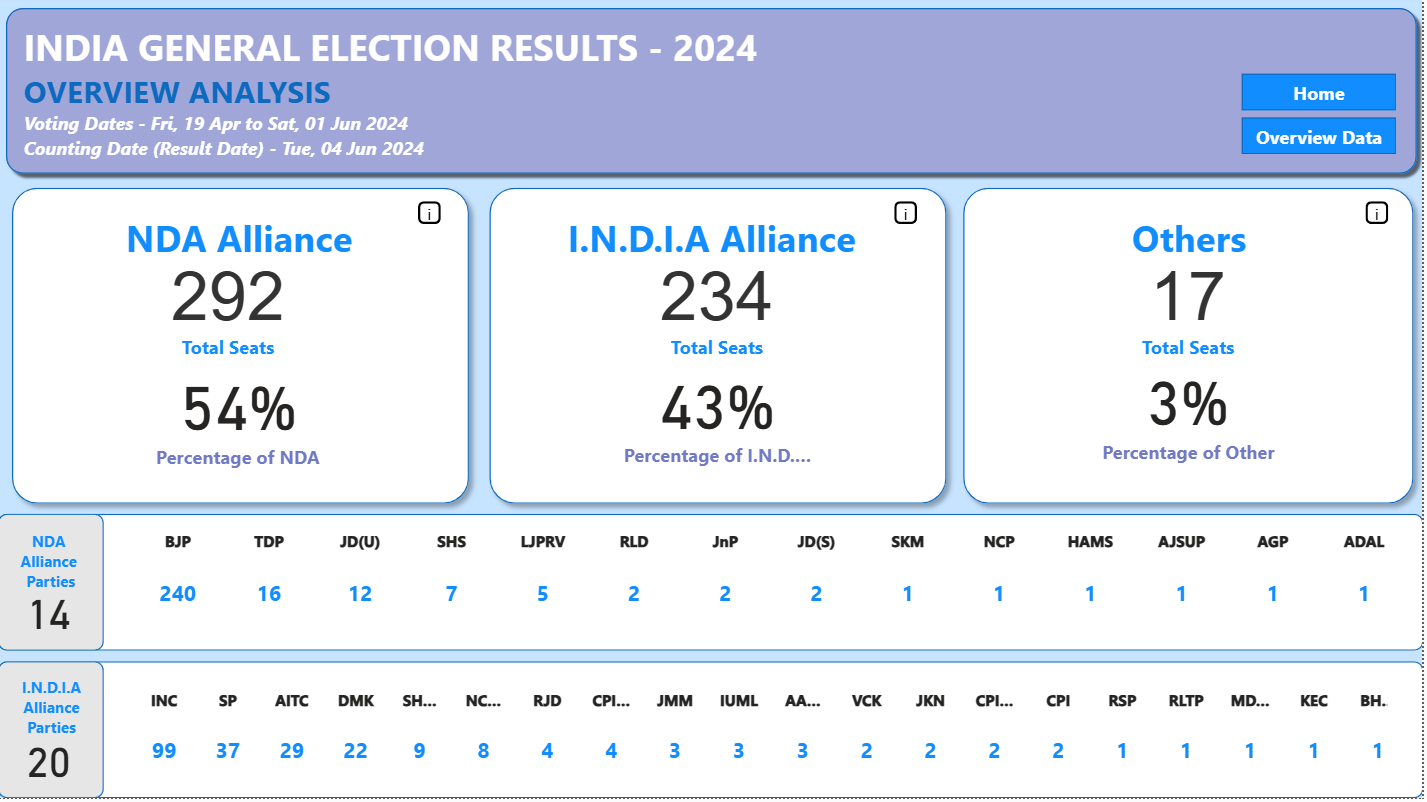 INDIA GENERAL ELECTION RESULTS - 2024
OVERVIEW ANALYSIS
Voting Dates - Fri, 19 Apr to Sat, 01 Jun 2024
Counting Date (Result Date) - Tue, 04 Jun 2024
Home
Overview Data
i
NDA Alliance
292
Total Seats
54%
Percentage of NDA
i
I.N.D.I.A Alliance
234
Total Seats
43%
Percentage of I.N.D....
i
Others
17
Total Seats
3%
Percentage of Other
NDA
Alliance
Parties
14
BJP TDP JD(U) SHS LJPRV RLD JnP JD(S) SKM NCP HAMS AJSUP AGP ADAL
240 16 12 7 5 2 2 2 1 1 1 1 1 1
I.N.D.I.A
Alliance
Parties
20
INC SP AITC DMK SH... NC... RJD CPI... JMM IUML AA... VCK JKN CPI... CPI RSP RLTP MD... KEC BH..
99 37 29 22 9 8 4 4 3 3 3 2 2 2 2 1 1 1 1 1